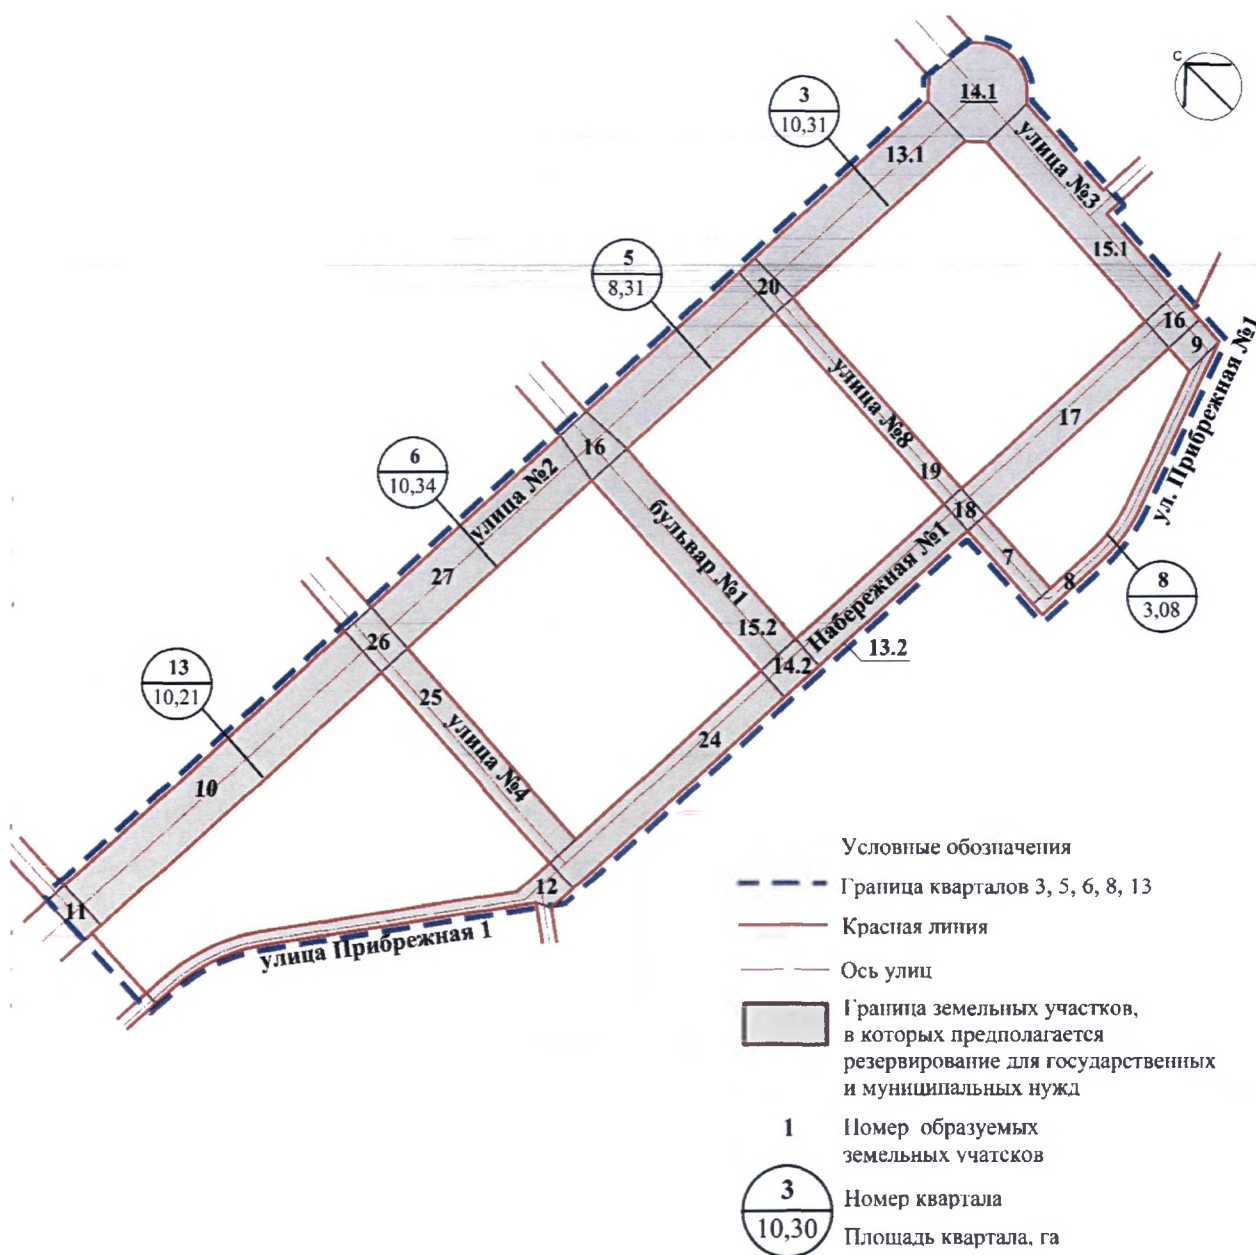 С
14.1
3
10,31
13.1
улица №3
15.1
5
8,31
20
16
9
ул. Прибрежная №1
17
улица №8
6
10,34
16
улица №2
19
18
бульвар №1
27
7
8
8
3,08
Набережная №1
15.2
14.2
13.2
26
13
10,21
25
24
улица №4
10
12
11
улица Прибрежная 1
Условные обозначения
Граница кварталов 3, 5, 6, 8, 13
Красная линия
Ось улиц
Граница земельных участков,
в которых предполагается
резервирование для государственных
и муниципальных нужд
1
Номер образуемых
земельных учатсков
3
10,30
Номер квартала
Площадь квартала, га